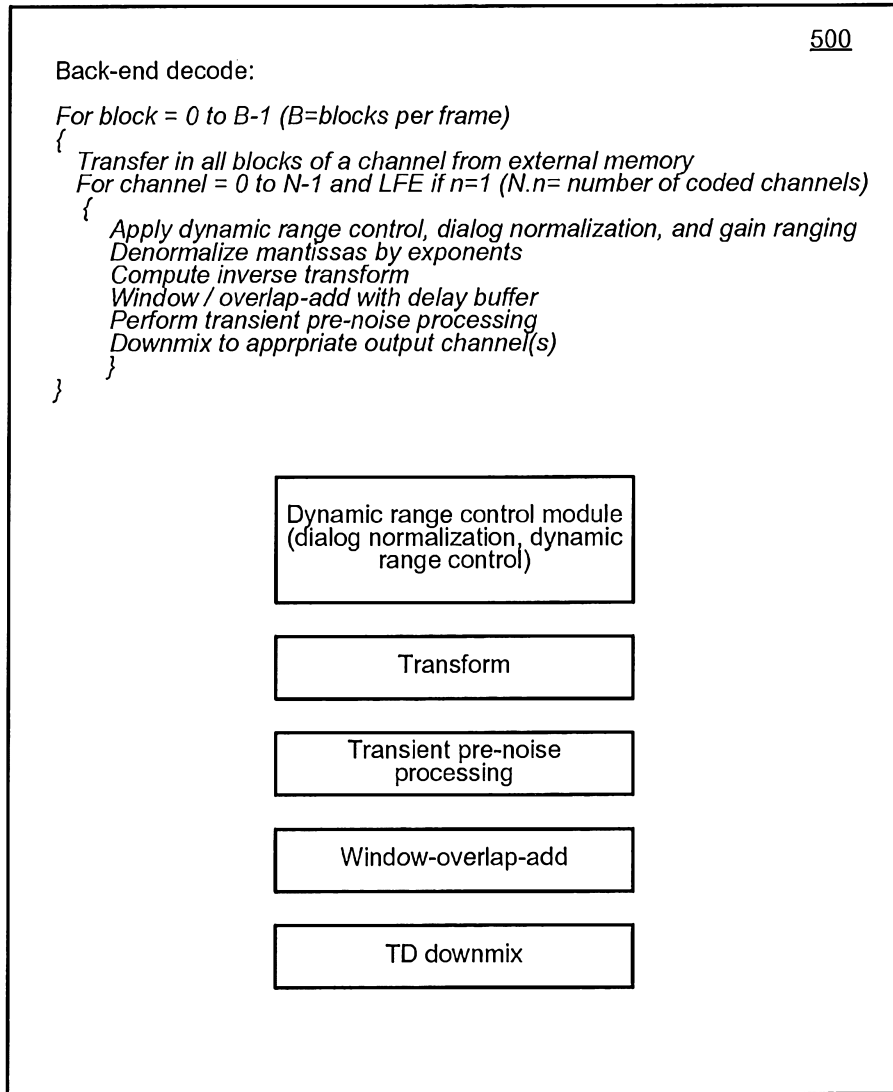 500
Back-end decode:
For block = 0 to B-1 (B=blocks per frame)
{
Transfer in all blocks of a channel from external memory
For channel = 0 to N-1 and LFE if n=1 (N.n= number of coded channels)
{
Apply dynamic range control, dialog normalization, and gain ranging
Denormalize mantissas by exponents
Compute inverse transform
Window / overlap-add with delay buffer
Perform transient pre-noise processing
Downmix to apprpriate output channel(s)
}
}
Dynamic range control module
(dialog normalization, dynamic
range control)
Transform
Transient pre-noise
processing
Window-overlap-add
TD downmix